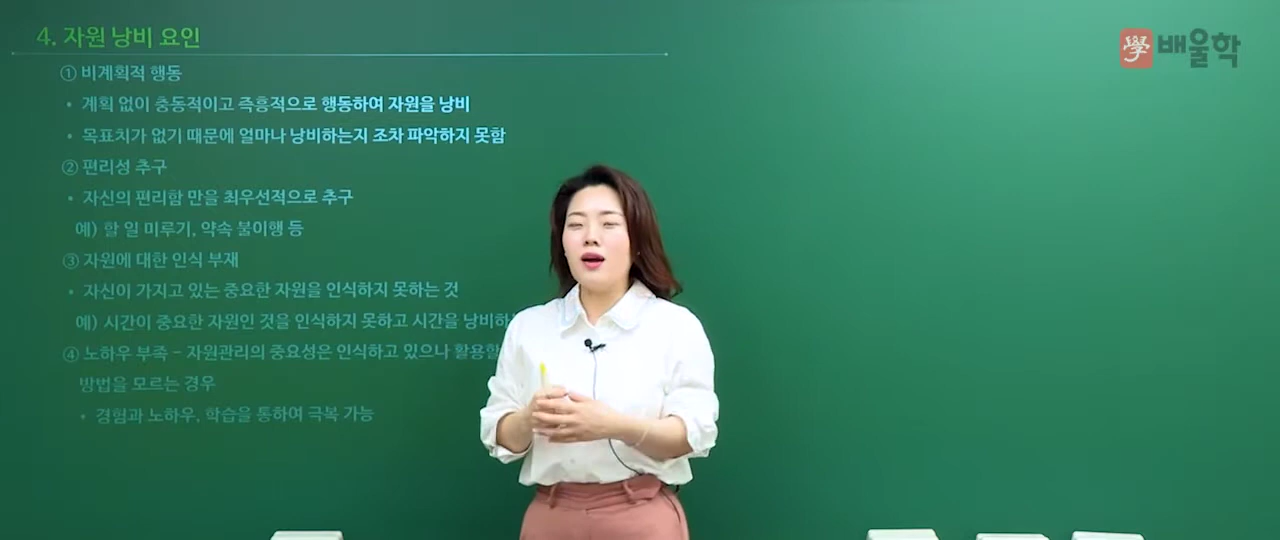 4. 자원 낭비 요인
學 배울학
① 비계획적 행동
• 계획 없이 충동적이고 즉흥적으로 행동하여 자원을 낭비
• 목표치가 없기 때문에 얼마나 낭비하는지 조차 파악하지 못함
② 편리성 추구
• 자신의 편리함 만을 최우선적으로 추구
예) 할 일 미루기, 약속 불이행 등
③ 자원에 대한 인식 부재
• 자신이 가지고 있는 중요한 자원을 인식하지 못하는 것
예) 시간이 중요한 자원인 것을 인식하지 못하고 시간을 낭비하
④ 노하우 부족 - 자원관리의 중요성은 인식하고 있으나 활용할
방법을 모르는 경우
• 경험과 노하우, 학습을 통하여 극복 가능